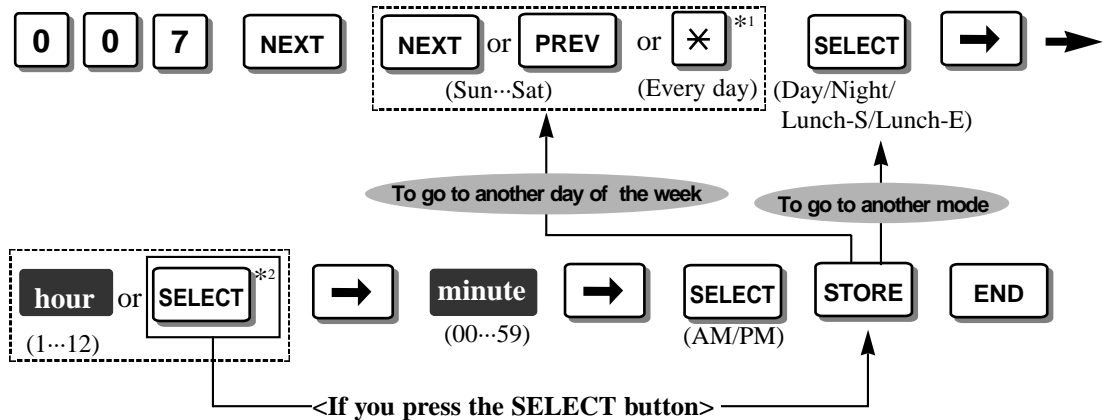 0 0 7 NEXT NEXT or PREV or ✳ *1 SELECT →
(Sun···Sat) (Every day) (Day/Night/
Lunch-S/Lunch-E)
To go to another day of the week
To go to another mode
hour or SELECT *2 → minute → SELECT STORE END
(1···12) (00···59) (AM/PM)
<If you press the SELECT button>